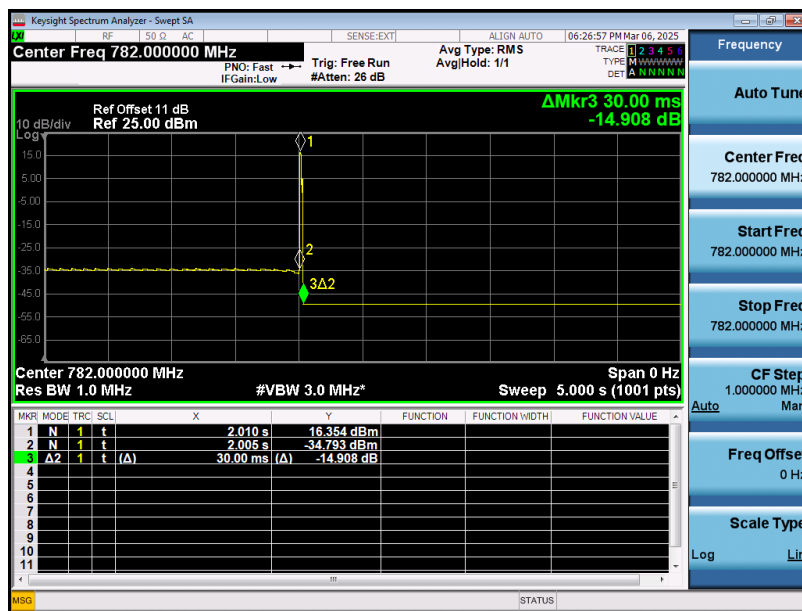 Keysight Spectrum Analyzer - Swept SA
LXI RF 50 Ω AC SENSE:EXT ALIGN AUTO 06:26:57 PM Mar 06, 2025
Center Freq 782.000000 MHz
PNO: Fast
IFGain:Low
Trig: Free Run
#Atten: 26 dB
Avg Type: RMS
Avg|Hold: 1/1
TRACE 1 2 3 4 5 6
TYPE M W W W W W
DET A N N N N N
Ref Offset 11 dB
Ref 25.00 dBm
10 dB/div
Log
ΔMkr3 30.00 ms
-14.908 dB
15.0
5.00
-5.00
-15.0
-25.0
-35.0
-45.0
-55.0
-65.0
1
2
3Δ2
Center 782.000000 MHz
Span 0 Hz
Res BW 1.0 MHz
#VBW 3.0 MHz*
Sweep 5.000 s (1001 pts)
MKR MODE TRC SCL X Y FUNCTION FUNCTION WIDTH FUNCTION VALUE
1 N 1 t 2.010 s 16.354 dBm
2 N 1 t 2.005 s -34.793 dBm
3 Δ2 1 t (Δ) 30.00 ms (Δ) -14.908 dB
4
5
6
7
8
9
10
11
MSG
STATUS
Frequency
Auto Tune
Center Freq
782.000000 MHz
Start Freq
782.000000 MHz
Stop Freq
782.000000 MHz
CF Step
1.000000 MHz
Auto Man
Freq Offset
0 Hz
Scale Type
Log Lin